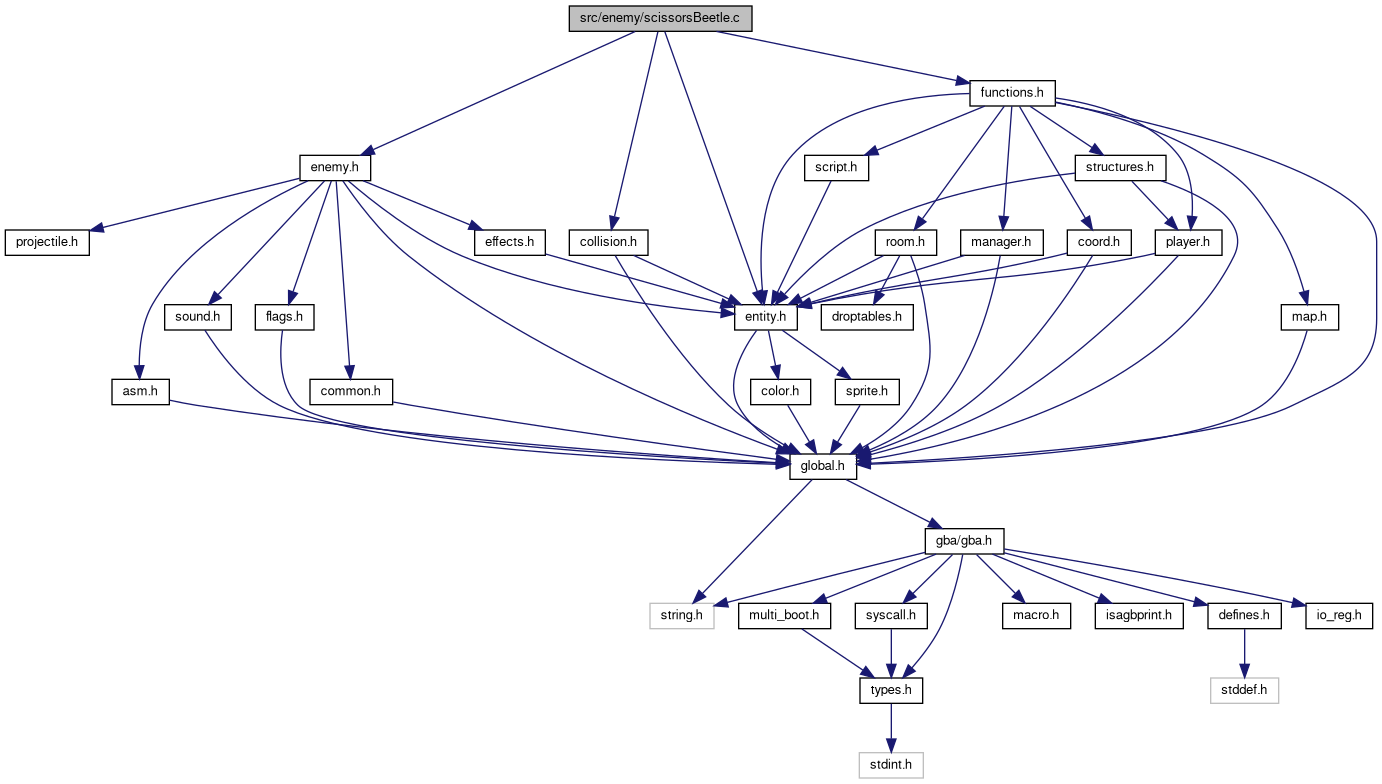 src/enemy/scissorsBeetle.c
functions.h
enemy.h
script.h
structures.h
projectile.h
effects.h
collision.h
room.h
manager.h
coord.h
player.h
sound.h
flags.h
entity.h
droptables.h
map.h
asm.h
common.h
color.h
sprite.h
global.h
gba/gba.h
string.h
multi_boot.h
syscall.h
macro.h
isagbprint.h
defines.h
io_reg.h
types.h
stddef.h
stdint.h